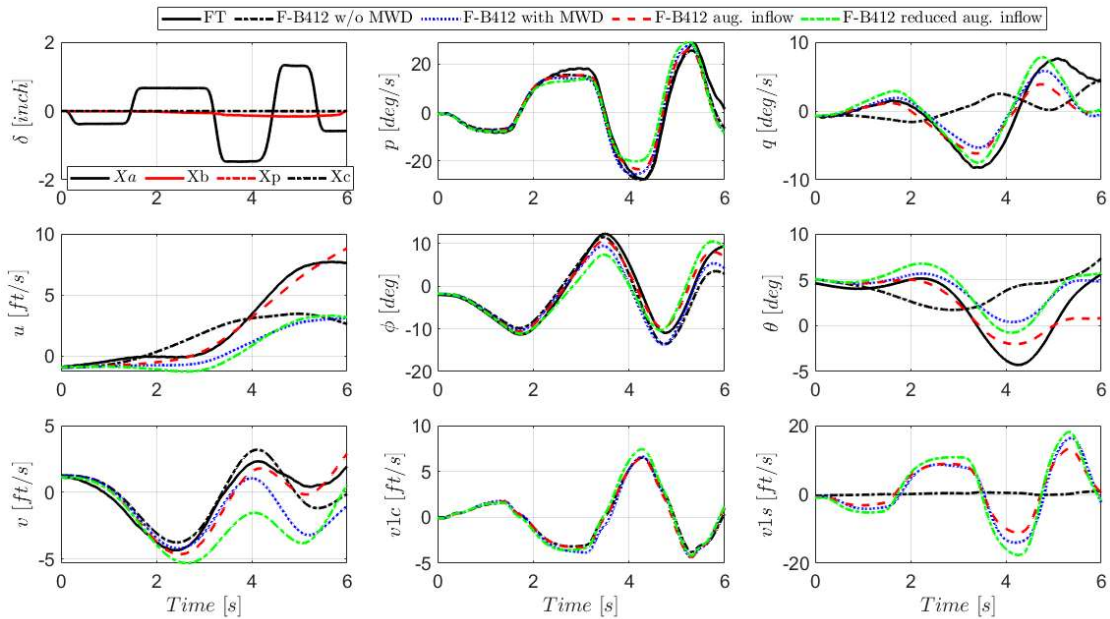 FT F-B412 w/o MWD F-B412 with MWD F-B412 aug. inflow F-B412 reduced aug. inflow
2
0
-2
δ [inch]
Xa Xb Xp Xc
0 2 4 6
20
0
-20
p [deg/s]
0 2 4 6
10
0
-10
q [deg/s]
0 2 4 6
10
5
0
u [ft/s]
0 2 4 6
10
0
-10
-20
ϕ [deg]
0 2 4 6
10
5
0
-5
θ [deg]
0 2 4 6
5
0
-5
v [ft/s]
0 2 4 6
Time [s]
10
5
0
-5
v1c [ft/s]
0 2 4 6
Time [s]
20
0
-20
v1s [ft/s]
0 2 4 6
Time [s]